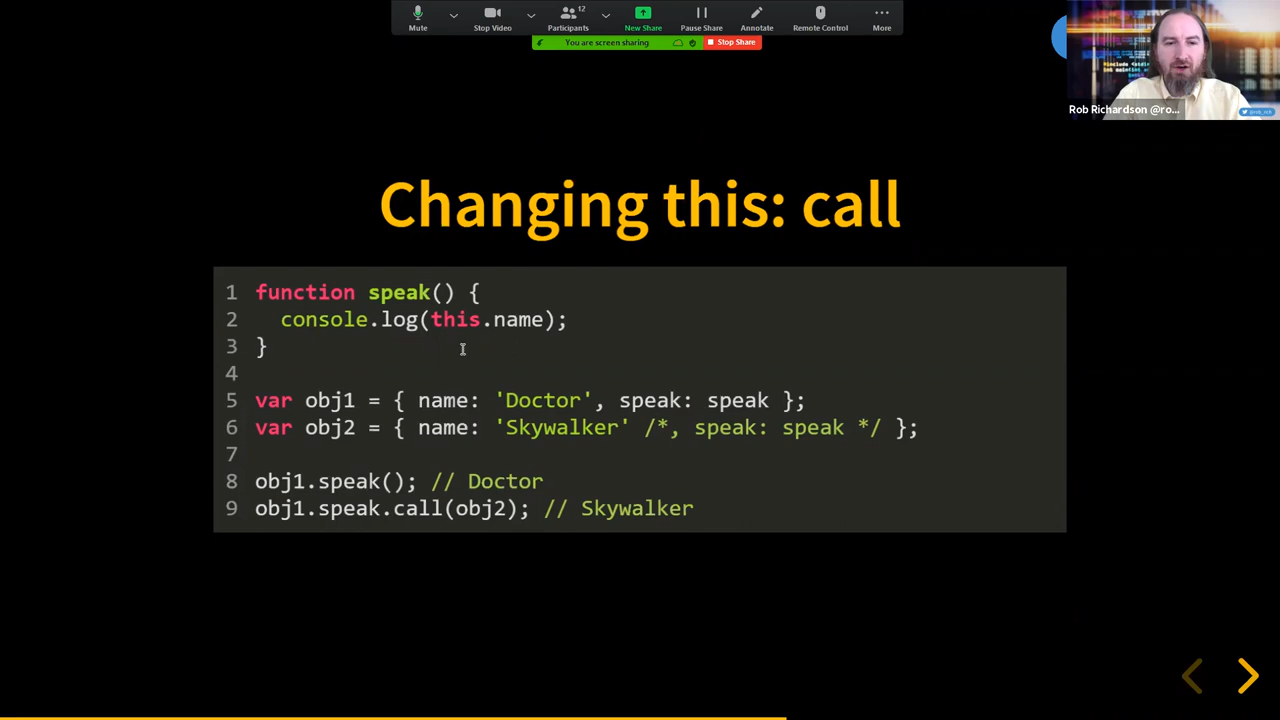 12
Mute
Stop Video
Participants
New Share
Pause Share
Annotate
Remote Control
More
You are screen sharing
Stop Share
Rob Richardson @ro...
@rob_rich
Changing this: call
1 function speak() {
2   console.log(this.name);
3 }
4
5 var obj1 = { name: 'Doctor', speak: speak };
6 var obj2 = { name: 'Skywalker' /*, speak: speak */ };
7
8 obj1.speak(); // Doctor
9 obj1.speak.call(obj2); // Skywalker